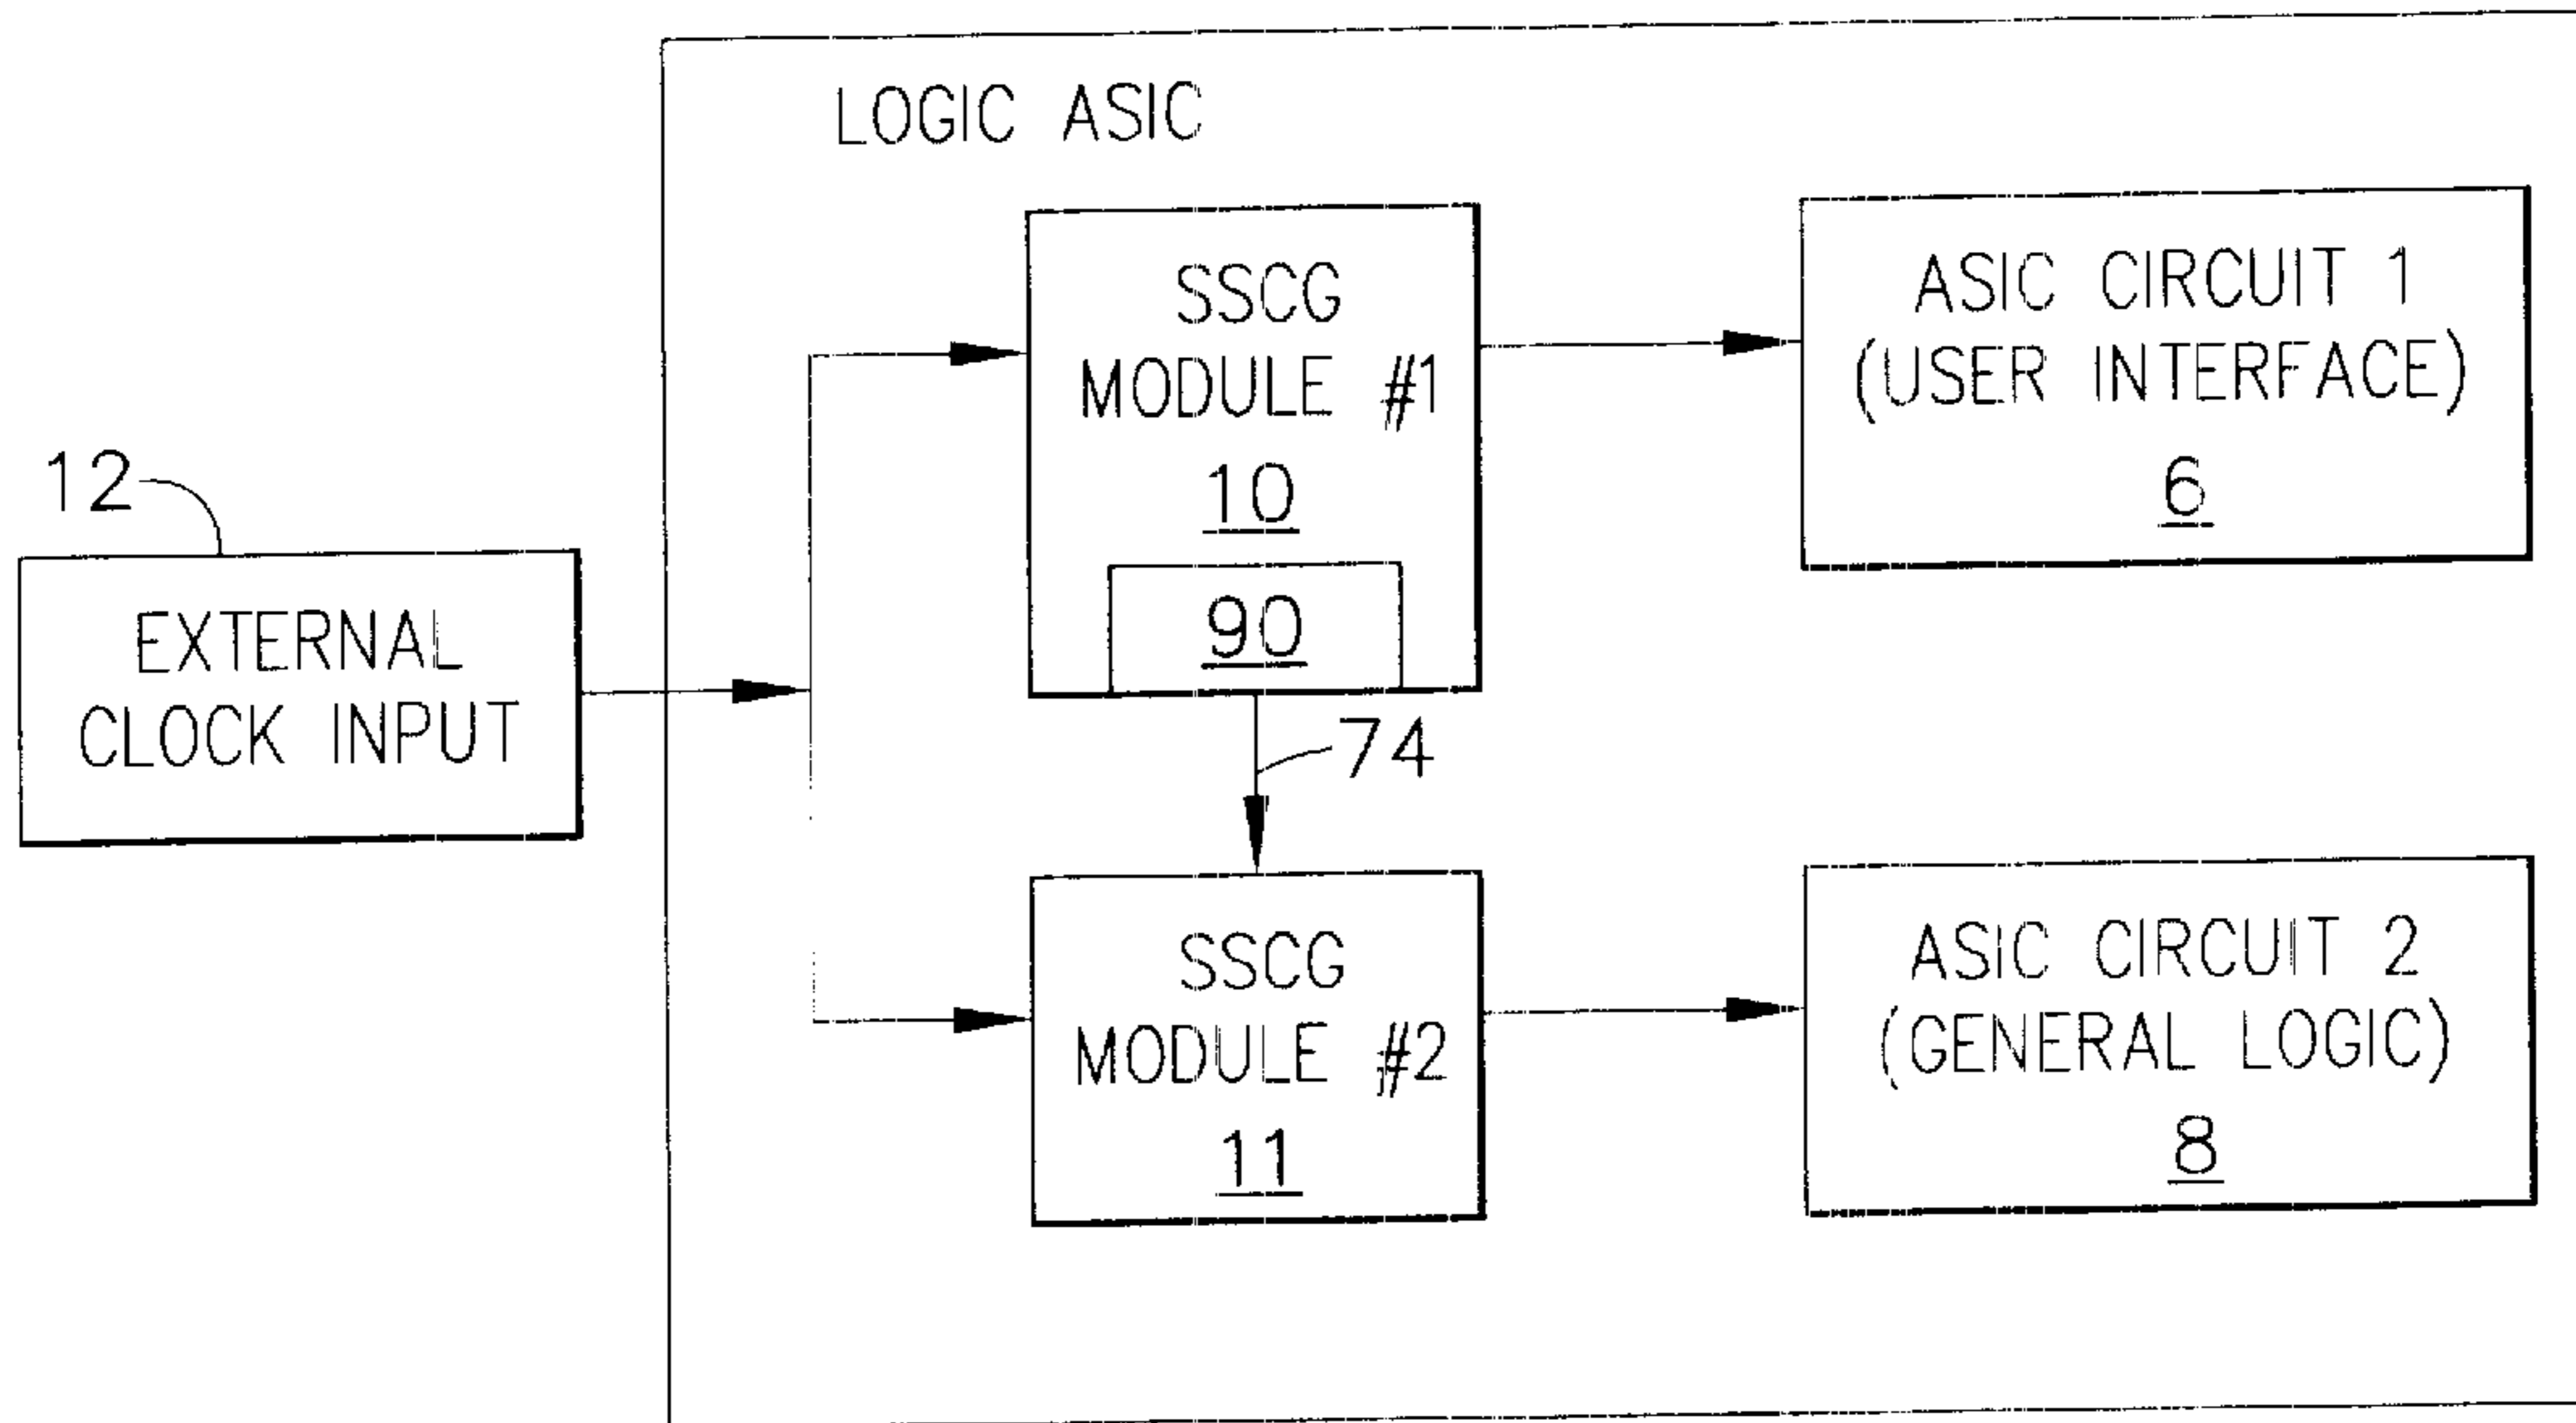 LOGIC ASIC
SSCG
MODULE #1
10
90
ASIC CIRCUIT 1
(USER INTERFACE)
6
12
EXTERNAL
CLOCK INPUT
74
SSCG
MODULE #2
11
ASIC CIRCUIT 2
(GENERAL LOGIC)
8